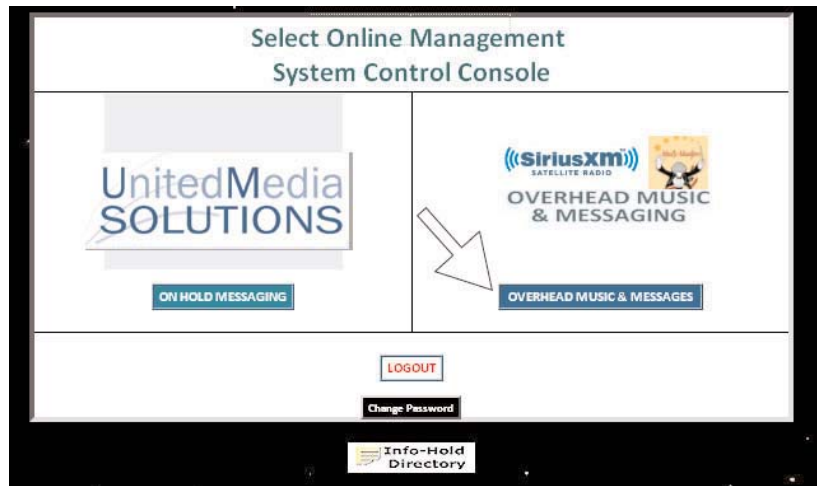 Select Online Management
System Control Console
UnitedMedia
SOLUTIONS
ON HOLD MESSAGING
((SiriusXM))
SATELLITE RADIO
OVERHEAD MUSIC
& MESSAGING
OVERHEAD MUSIC & MESSAGES
LOGOUT
Change Password
Info-Hold
Directory